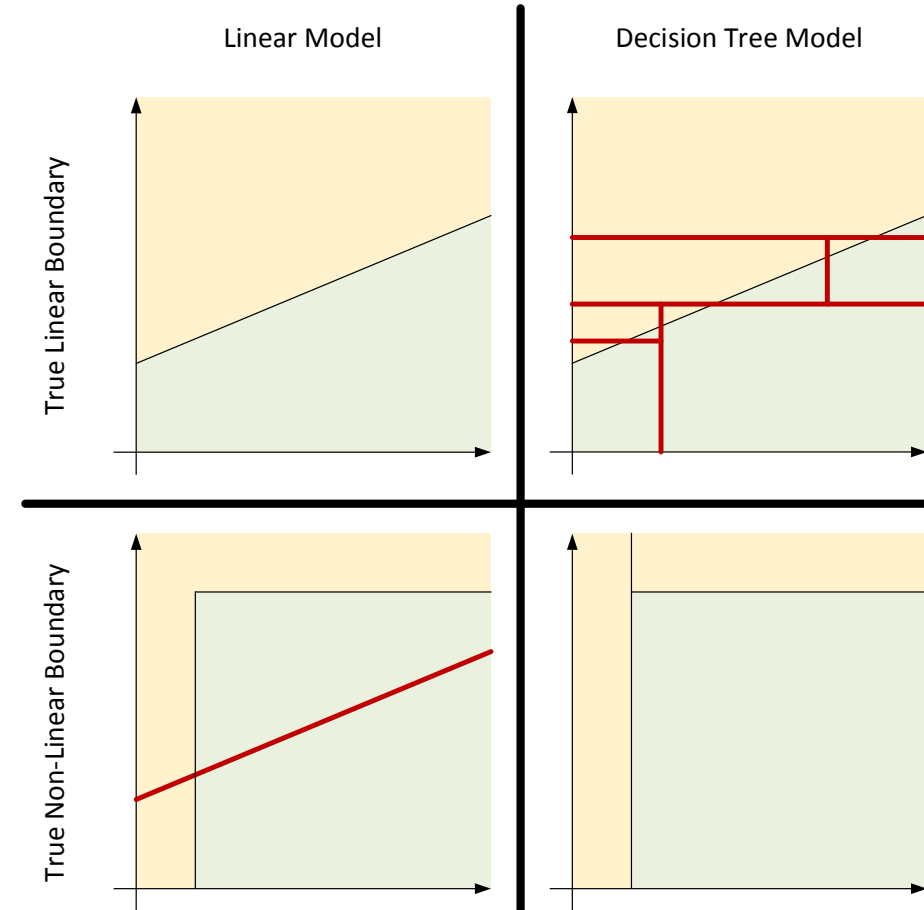 Linear Model
Decision Tree Model
True Linear Boundary
True Non-Linear Boundary